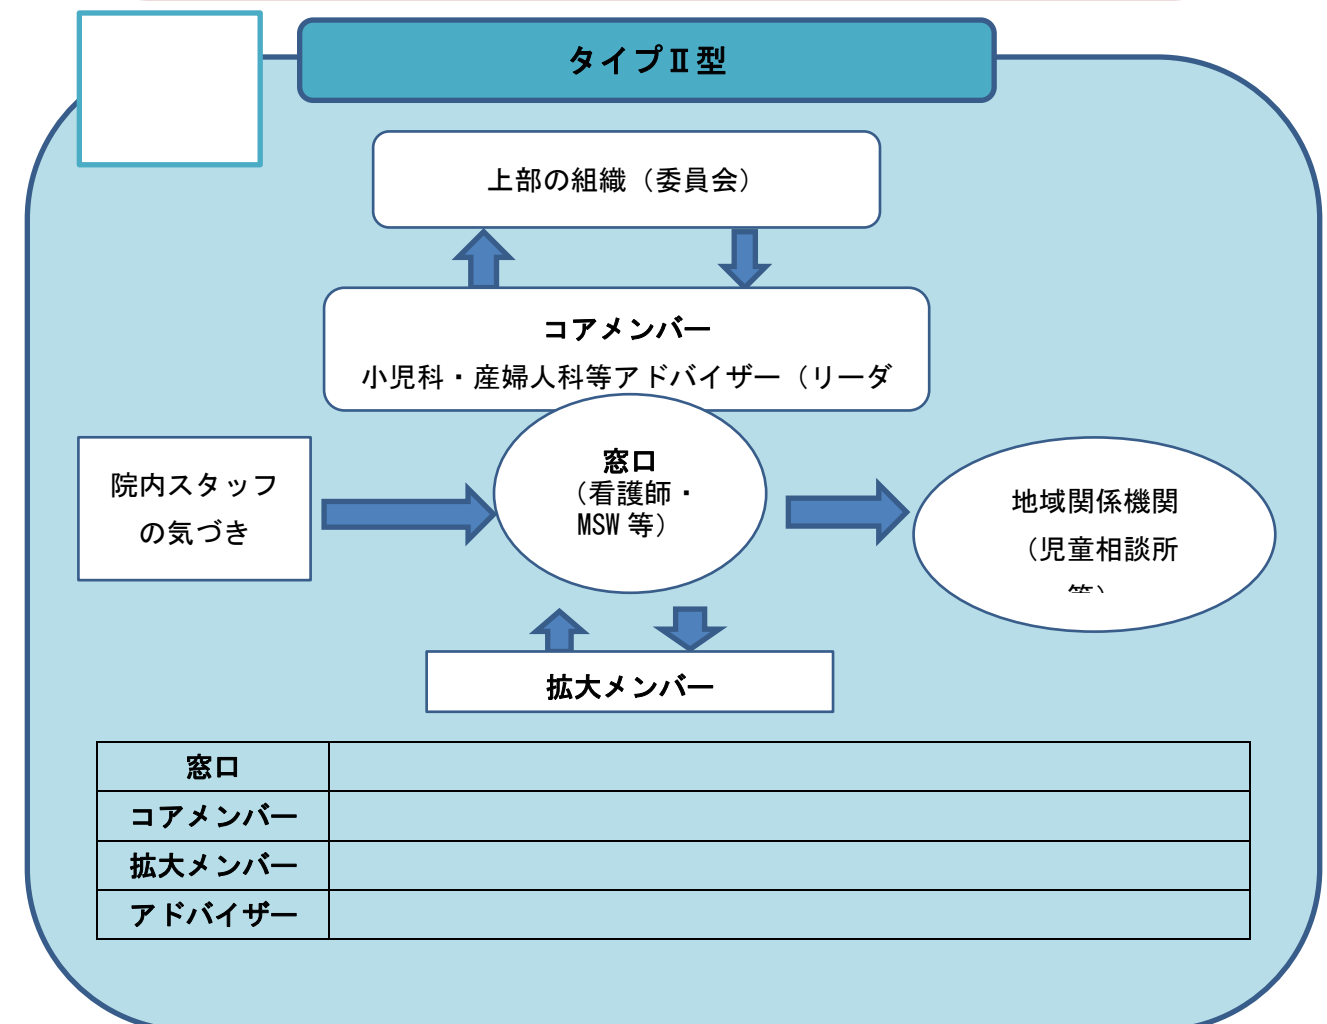 タイプⅡ型
上部の組織（委員会）
コアメンバー
小児科・産婦人科等アドバイザー（リーダ
院内スタッフ
の気づき
窓口
（看護師・
MSW等）
地域関係機関
（児童相談所
拡大メンバー
窓口
コアメンバー
拡大メンバー
アドバイザー